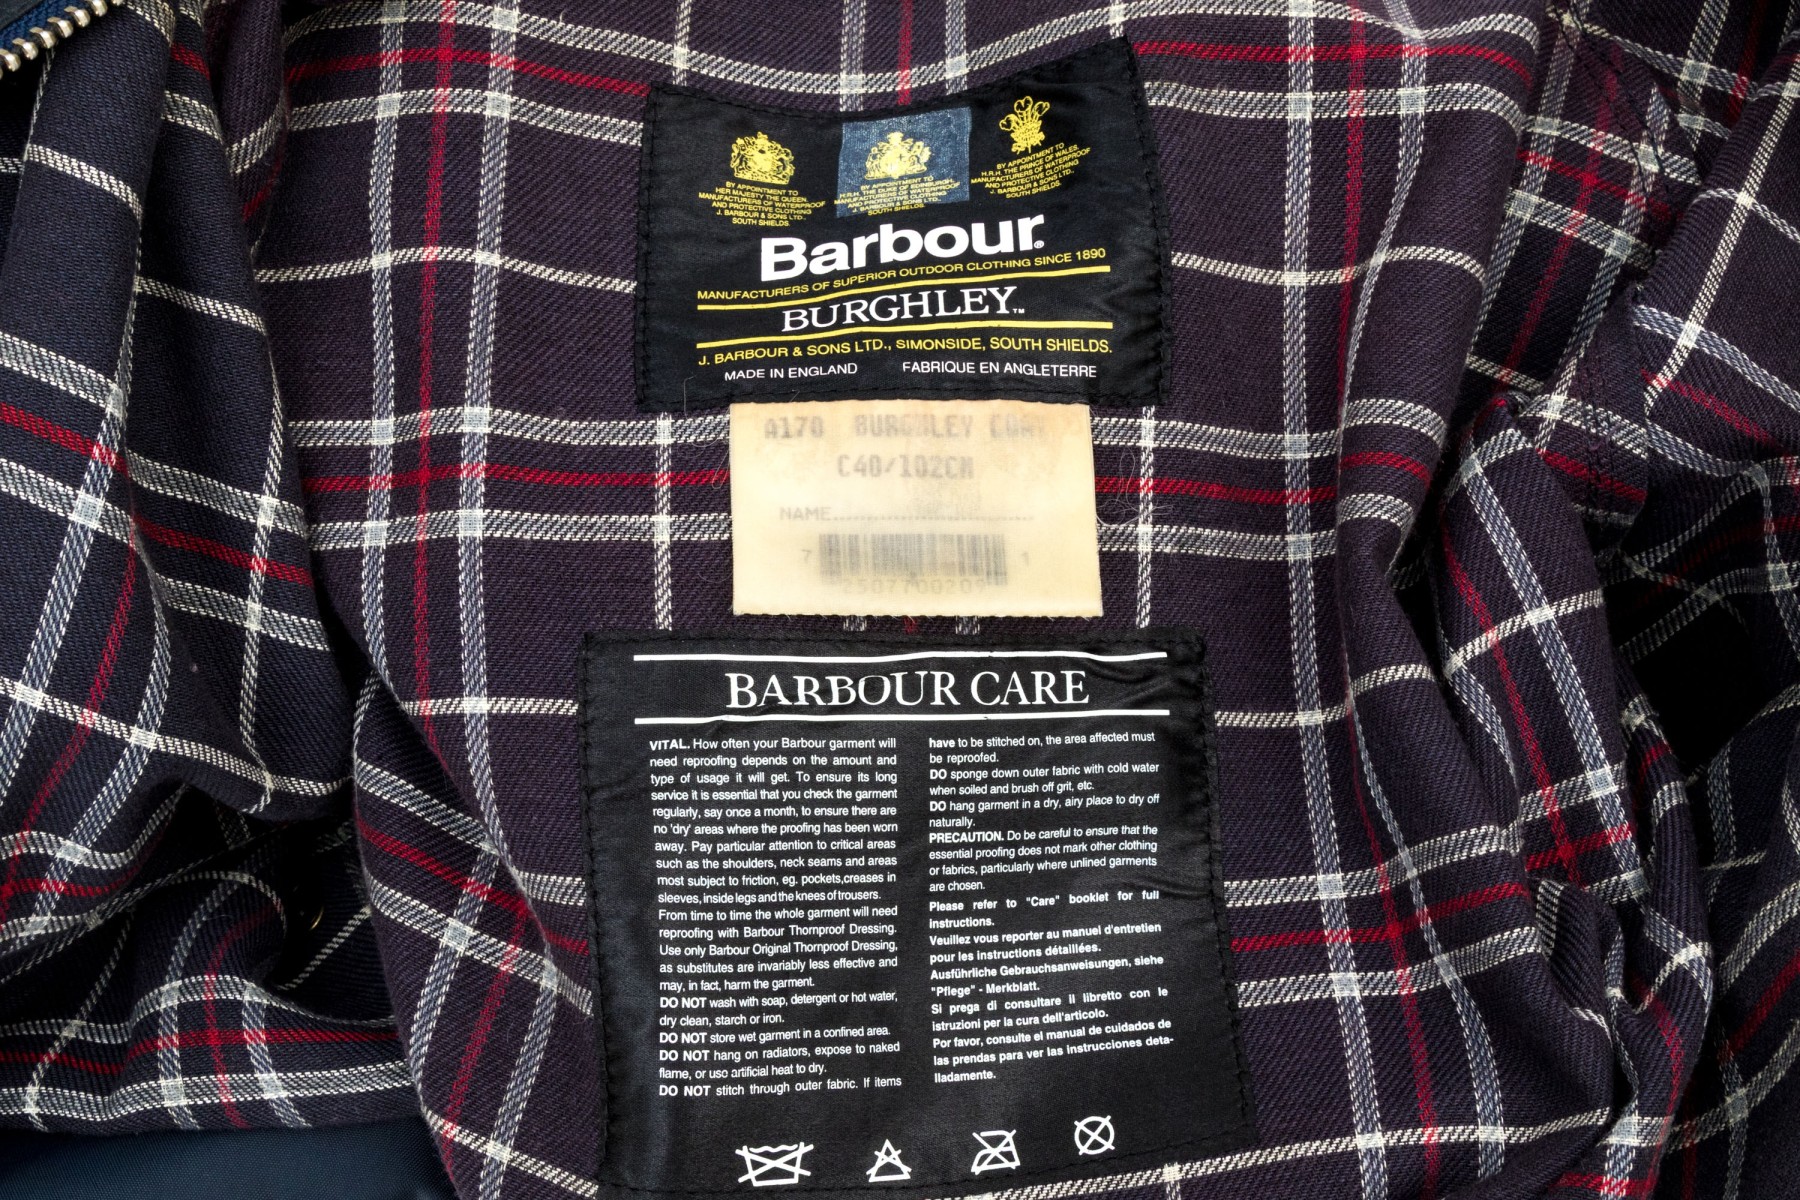 BY APPOINTMENT TO
HER MAJESTY THE QUEEN.
MANUFACTURERS OF WATERPROOF
AND PROTECTIVE CLOTHING
J. BARBOUR & SONS LTD.,
SOUTH SHIELDS.
BY APPOINTMENT TO
H.R.H. THE DUKE OF EDINBURGH.
MANUFACTURERS OF WATERPROOF
AND PROTECTIVE CLOTHING
J. BARBOUR & SONS LTD.,
SOUTH SHIELDS.
BY APPOINTMENT TO
H.R.H. THE PRINCE OF WALES.
MANUFACTURERS OF WATERPROOF
AND PROTECTIVE CLOTHING
J. BARBOUR & SONS LTD.
SOUTH SHIELDS.
Barbour®
MANUFACTURERS OF SUPERIOR OUTDOOR CLOTHING SINCE 1890
BURGHLEY™
J. BARBOUR & SONS LTD., SIMONSIDE, SOUTH SHIELDS.
MADE IN ENGLAND FABRIQUE EN ANGLETERRE
A170 BURGHLEY COAT
C40/102CM
NAME..............................
7 1
BARBOUR CARE
VITAL. How often your Barbour garment will
need reproofing depends on the amount and
type of usage it will get. To ensure its long
service it is essential that you check the garment
regularly, say once a month, to ensure there are
no 'dry' areas where the proofing has been worn
away. Pay particular attention to critical areas
such as the shoulders, neck seams and areas
most subject to friction, eg. pockets,creases in
sleeves, inside legs and the knees of trousers.
From time to time the whole garment will need
reproofing with Barbour Thornproof Dressing.
Use only Barbour Original Thornproof Dressing,
as substitutes are invariably less effective and
may, in fact, harm the garment.
DO NOT wash with soap, detergent or hot water,
dry clean, starch or iron.
DO NOT store wet garment in a confined area.
DO NOT hang on radiators, expose to naked
flame, or use artificial heat to dry.
DO NOT stitch through outer fabric. If items
have to be stitched on, the area affected must
be reproofed.
DO sponge down outer fabric with cold water
when soiled and brush off grit, etc.
DO hang garment in a dry, airy place to dry off
naturally.
PRECAUTION. Do be careful to ensure that the
essential proofing does not mark other clothing
or fabrics, particularly where unlined garments
are chosen.
Please refer to "Care" booklet for full
instructions.
Veuillez vous reporter au manuel d'entretien
pour les instructions détaillées.
Ausführliche Gebrauchsanweisungen, siehe
"Pflege" - Merkblatt.
Si prega di consultare il libretto con le
istruzioni per la cura dell'articolo.
Por favor, consulte el manual de cuidados de
las prendas para ver las instrucciones deta-
lladamente.